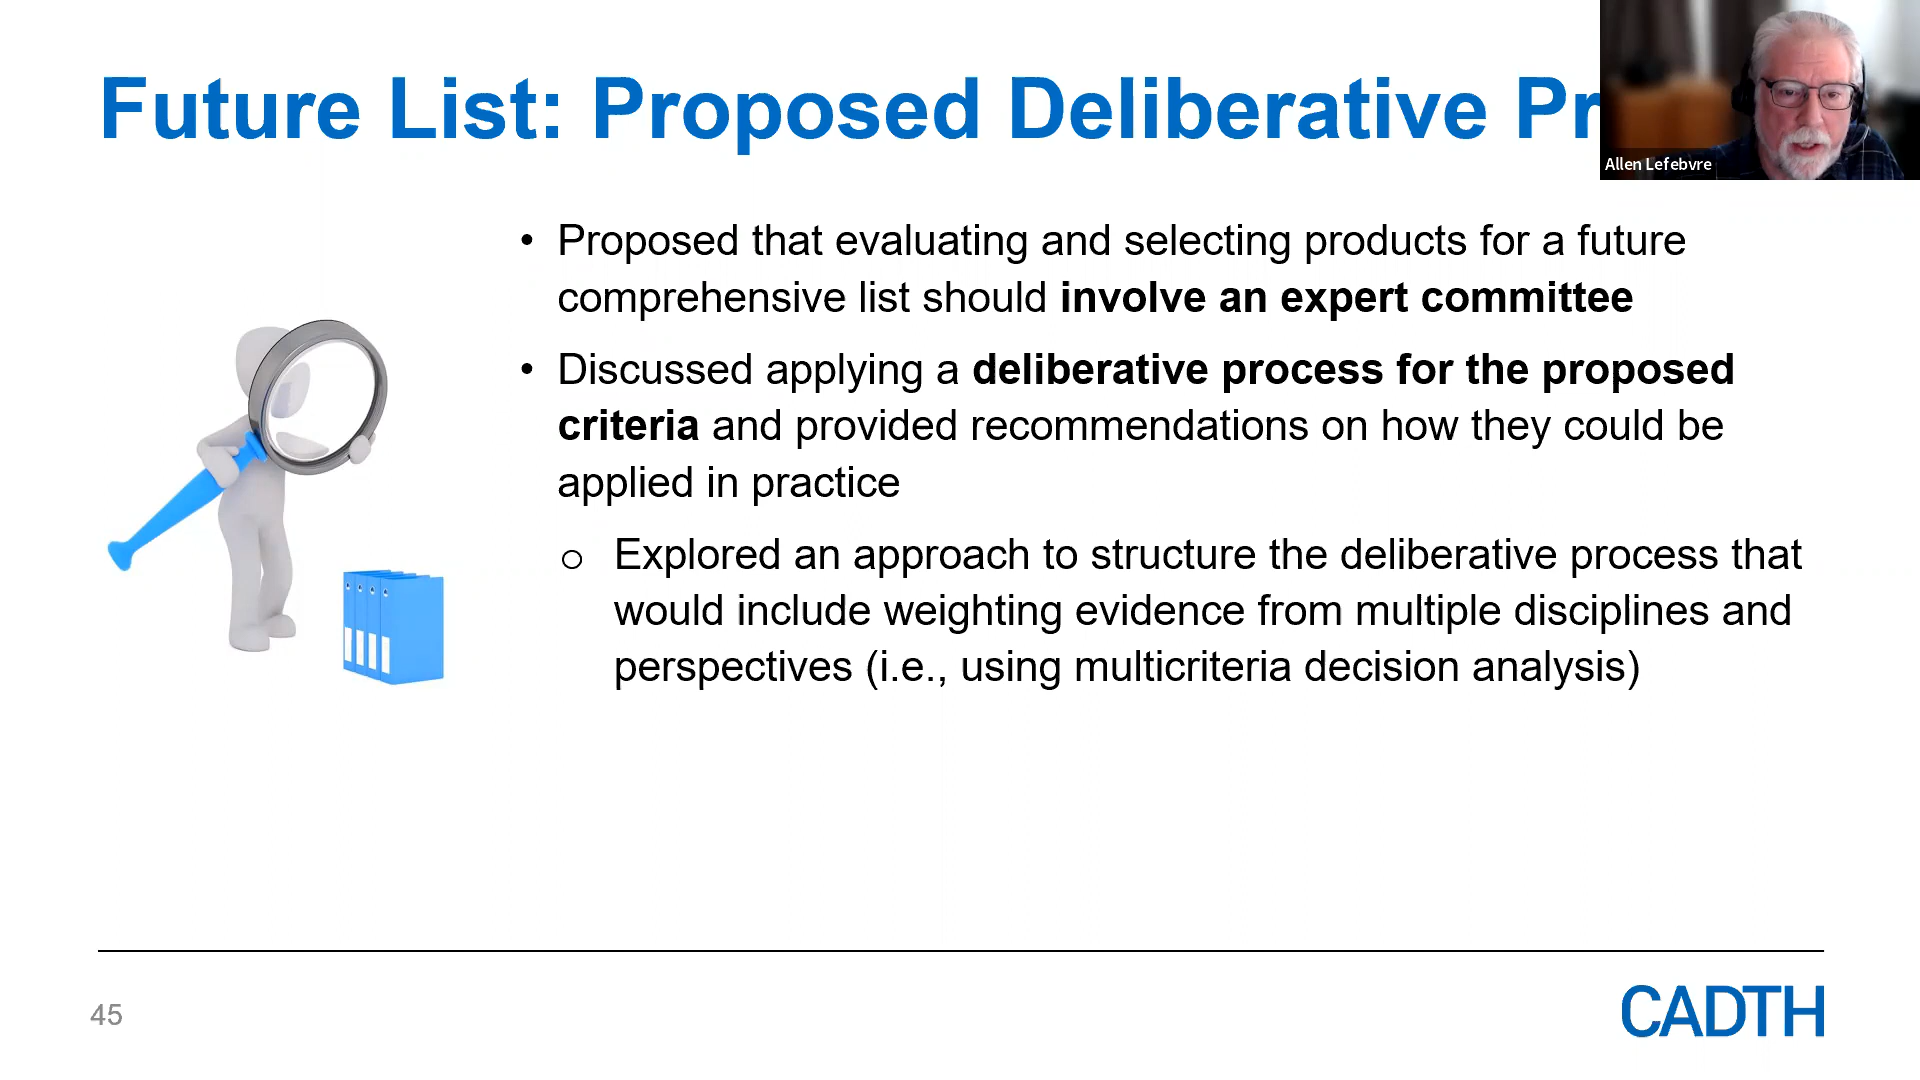 Future List: Proposed Deliberative Pr
Allen Lefebvre
• Proposed that evaluating and selecting products for a future
comprehensive list should involve an expert committee
• Discussed applying a deliberative process for the proposed
criteria and provided recommendations on how they could be
applied in practice
o Explored an approach to structure the deliberative process that
would include weighting evidence from multiple disciplines and
perspectives (i.e., using multicriteria decision analysis)
45
CADTH